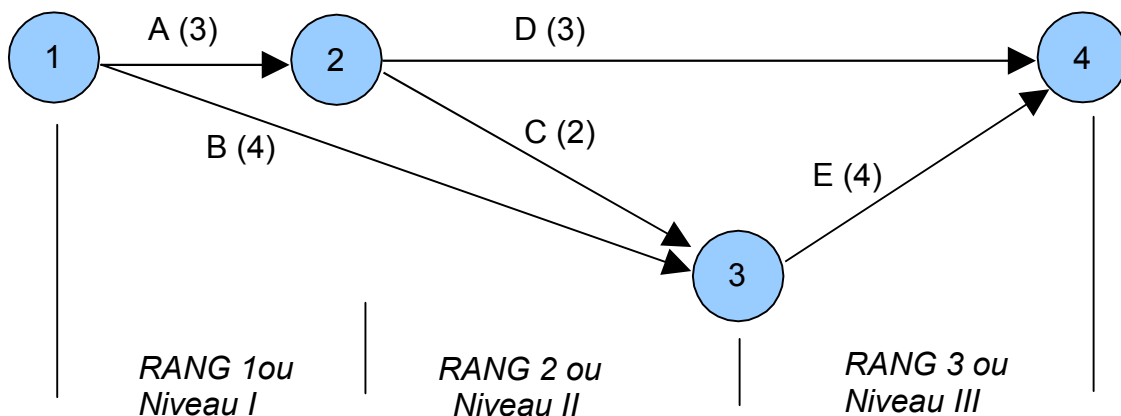 A (3)
D (3)
1
2
4
B (4)
C (2)
E (4)
3
RANG 1ou
Niveau I
RANG 2 ou
Niveau II
RANG 3 ou
Niveau III